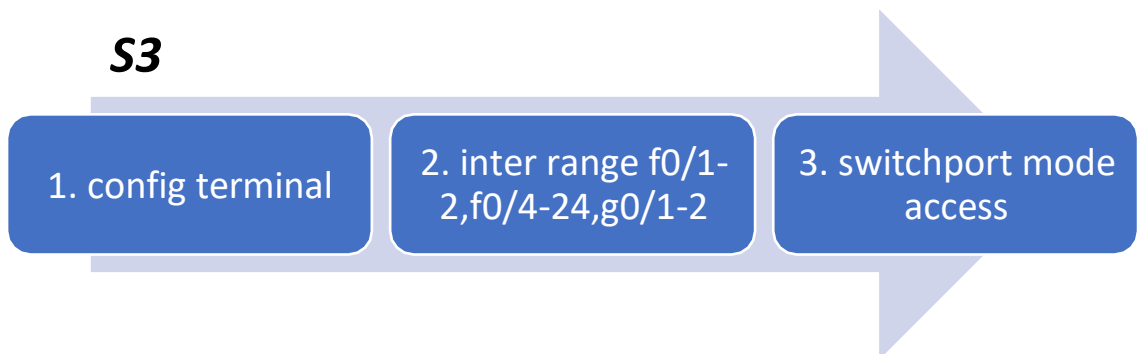 S3
1. config terminal
2. inter range f0/1-
2,f0/4-24,g0/1-2
3. switchport mode
access